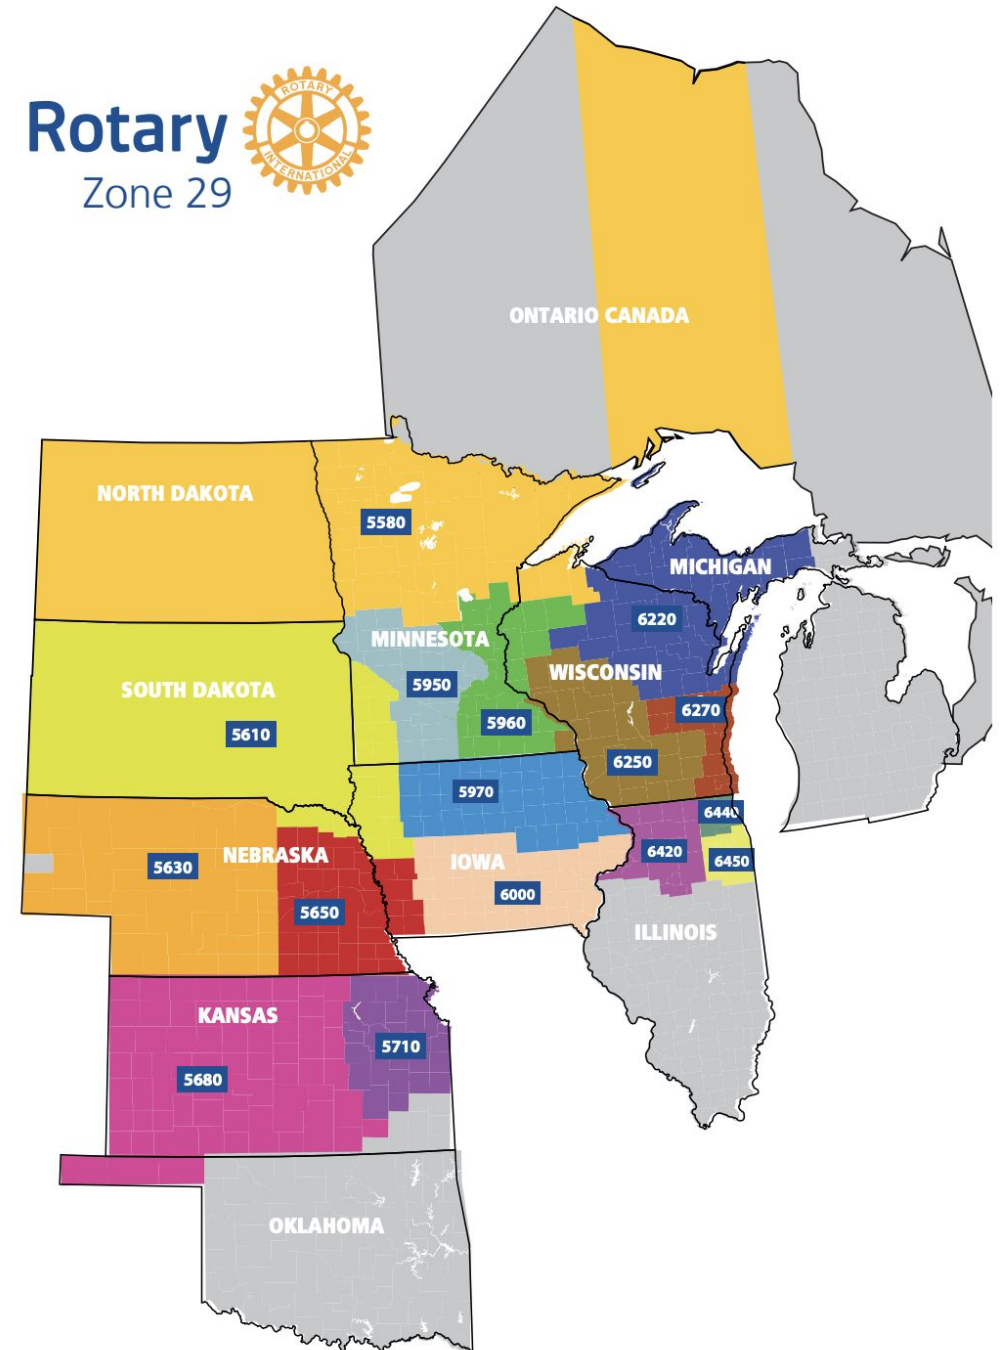 Rotary
Zone 29
ROTARY
INTERNATIONAL
ONTARIO CANADA
NORTH DAKOTA
5580
MICHIGAN
6220
MINNESOTA
WISCONSIN
SOUTH DAKOTA
5950
5610
5960
6270
6250
5970
6440
NEBRASKA
IOWA
6420
6450
5630
6000
5650
ILLINOIS
KANSAS
5710
5680
OKLAHOMA